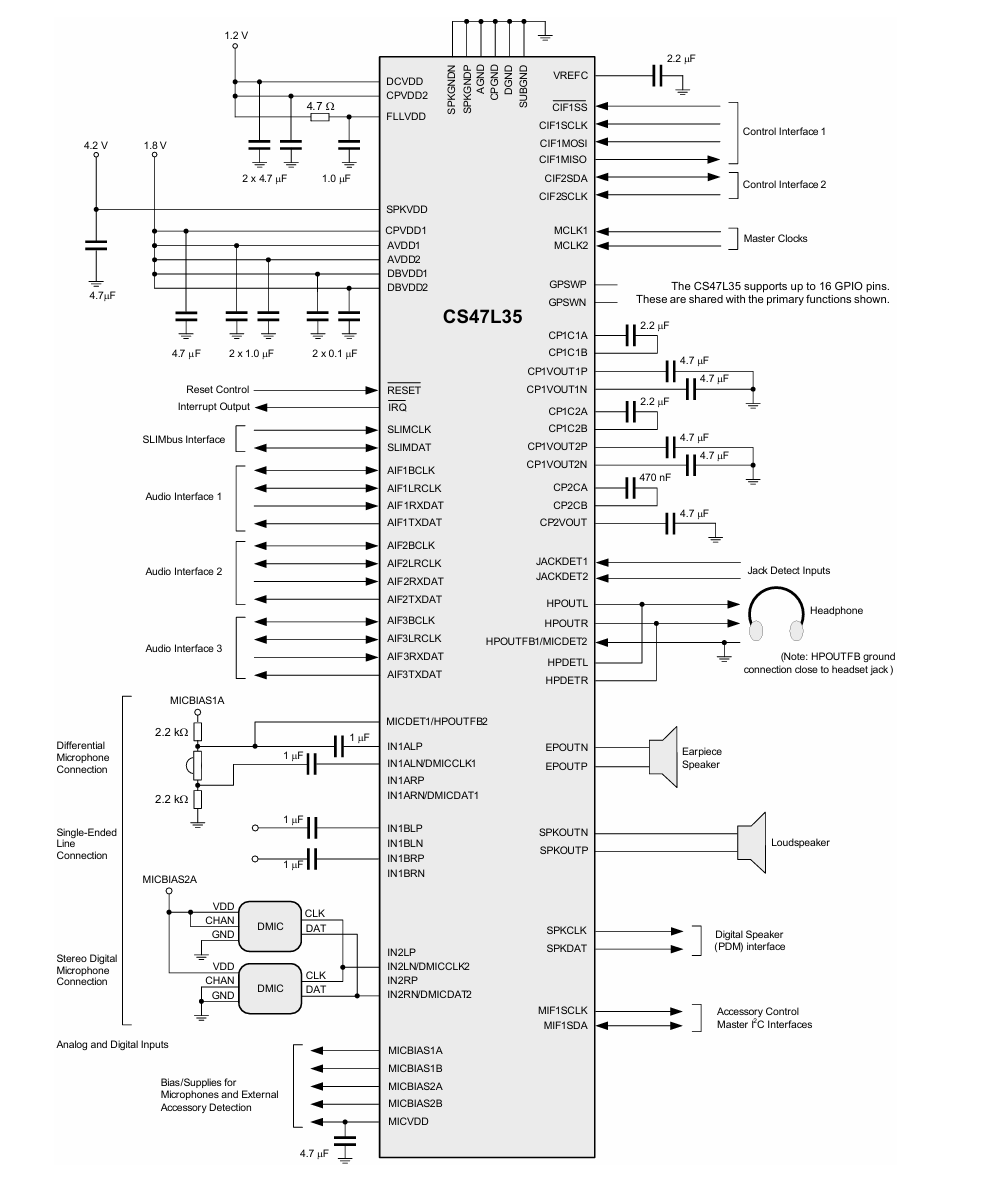 1.2 V
SPKGNDN
SPKGNDP
AGND
CPGND
DGND
SUBGND
DCVDD
CPVDD2
4.7 Ω
FLLVDD
2 x 4.7 µF
1.0 µF
4.2 V
1.8 V
SPKVDD
CPVDD1
AVDD1
AVDD2
DBVDD1
DBVDD2
4.7µF
4.7 µF
2 x 1.0 µF
2 x 0.1 µF
CS47L35
Reset Control
RESET
Interrupt Output
IRQ
SLIMbus Interface
SLIMCLK
SLIMDAT
Audio Interface 1
AIF1BCLK
AIF1LRCLK
AIF1RXDAT
AIF1TXDAT
Audio Interface 2
AIF2BCLK
AIF2LRCLK
AIF2RXDAT
AIF2TXDAT
Audio Interface 3
AIF3BCLK
AIF3LRCLK
AIF3RXDAT
AIF3TXDAT
MICBIAS1A
2.2 kΩ
2.2 kΩ
Differential
Microphone
Connection
1 µF
1 µF
MICDET1/HPOUTFB2
IN1ALP
IN1ALN/DMICCLK1
IN1ARP
IN1ARN/DMICDAT1
Single-Ended
Line
Connection
1 µF
1 µF
IN1BLP
IN1BLN
IN1BRP
IN1BRN
MICBIAS2A
VDD
CHAN
GND
DMIC
CLK
DAT
Stereo Digital
Microphone
Connection
VDD
CHAN
GND
DMIC
CLK
DAT
IN2LP
IN2LN/DMICCLK2
IN2RP
IN2RN/DMICDAT2
Analog and Digital Inputs
Bias/Supplies for
Microphones and External
Accessory Detection
MICBIAS1A
MICBIAS1B
MICBIAS2A
MICBIAS2B
MICVDD
4.7 µF
VREFC
2.2 µF
CIF1SS
CIF1SCLK
CIF1MOSI
CIF1MISO
Control Interface 1
CIF2SDA
CIF2SCLK
Control Interface 2
MCLK1
MCLK2
Master Clocks
GPSWP
GPSWN
The CS47L35 supports up to 16 GPIO pins.
These are shared with the primary functions shown.
CP1C1A
CP1C1B
2.2 µF
CP1VOUT1P
CP1VOUT1N
4.7 µF
4.7 µF
CP1C2A
CP1C2B
2.2 µF
CP1VOUT2P
CP1VOUT2N
4.7 µF
4.7 µF
CP2CA
CP2CB
470 nF
CP2VOUT
4.7 µF
JACKDET1
JACKDET2
Jack Detect Inputs
HPOUTL
HPOUTR
HPOUTFB1/MICDET2
HPDETL
HPDETR
Headphone
(Note: HPOUTFB ground
connection close to headset jack )
EPOUTN
EPOUTP
Earpiece
Speaker
SPKOUTN
SPKOUTP
Loudspeaker
SPKCLK
SPKDAT
Digital Speaker
(PDM) interface
MIF1SCLK
MIF1SDA
Accessory Control
Master I²C Interfaces